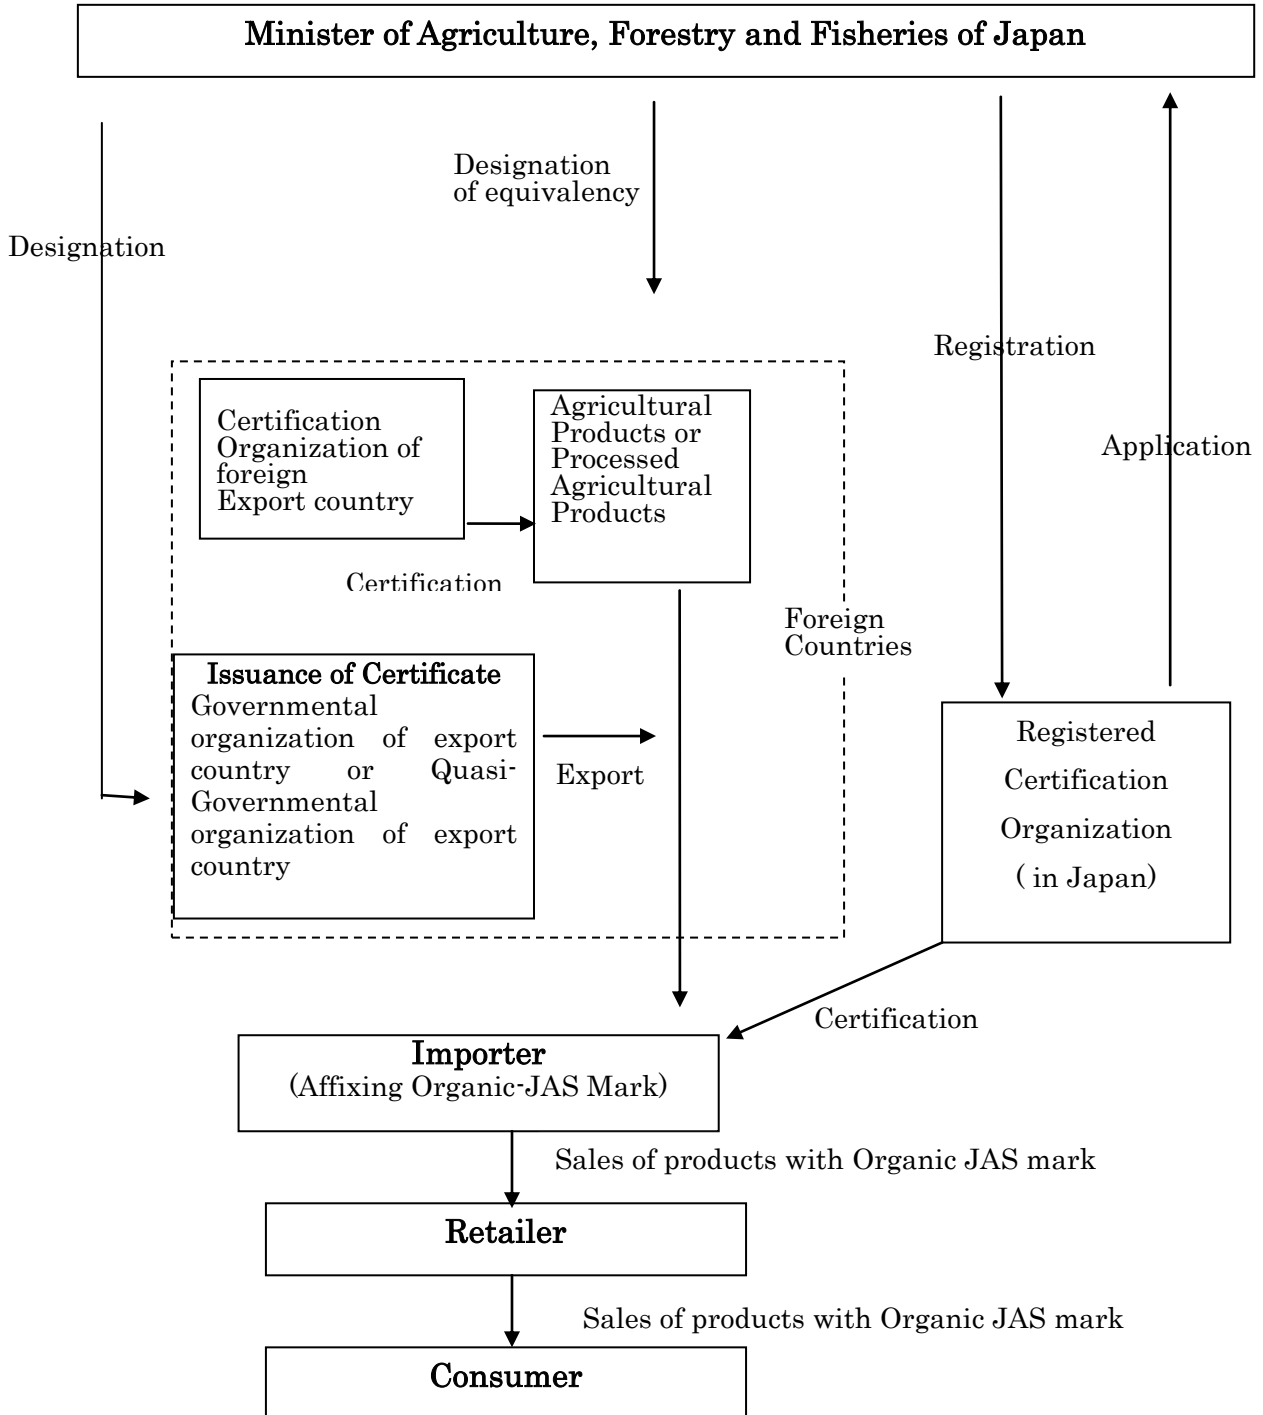 Minister of Agriculture, Forestry and Fisheries of Japan
Designation
of equivalency
Designation
Registration
Application
Certification
Organization of
foreign
Export country
Agricultural
Products or
Processed
Agricultural
Products
Certification
Foreign
Countries
Issuance of Certificate
Governmental
organization of export
country or Quasi-
Governmental
organization of export
country
Export
Registered
Certification
Organization
( in Japan)
Certification
Importer
(Affixing Organic-JAS Mark)
Sales of products with Organic JAS mark
Retailer
Sales of products with Organic JAS mark
Consumer